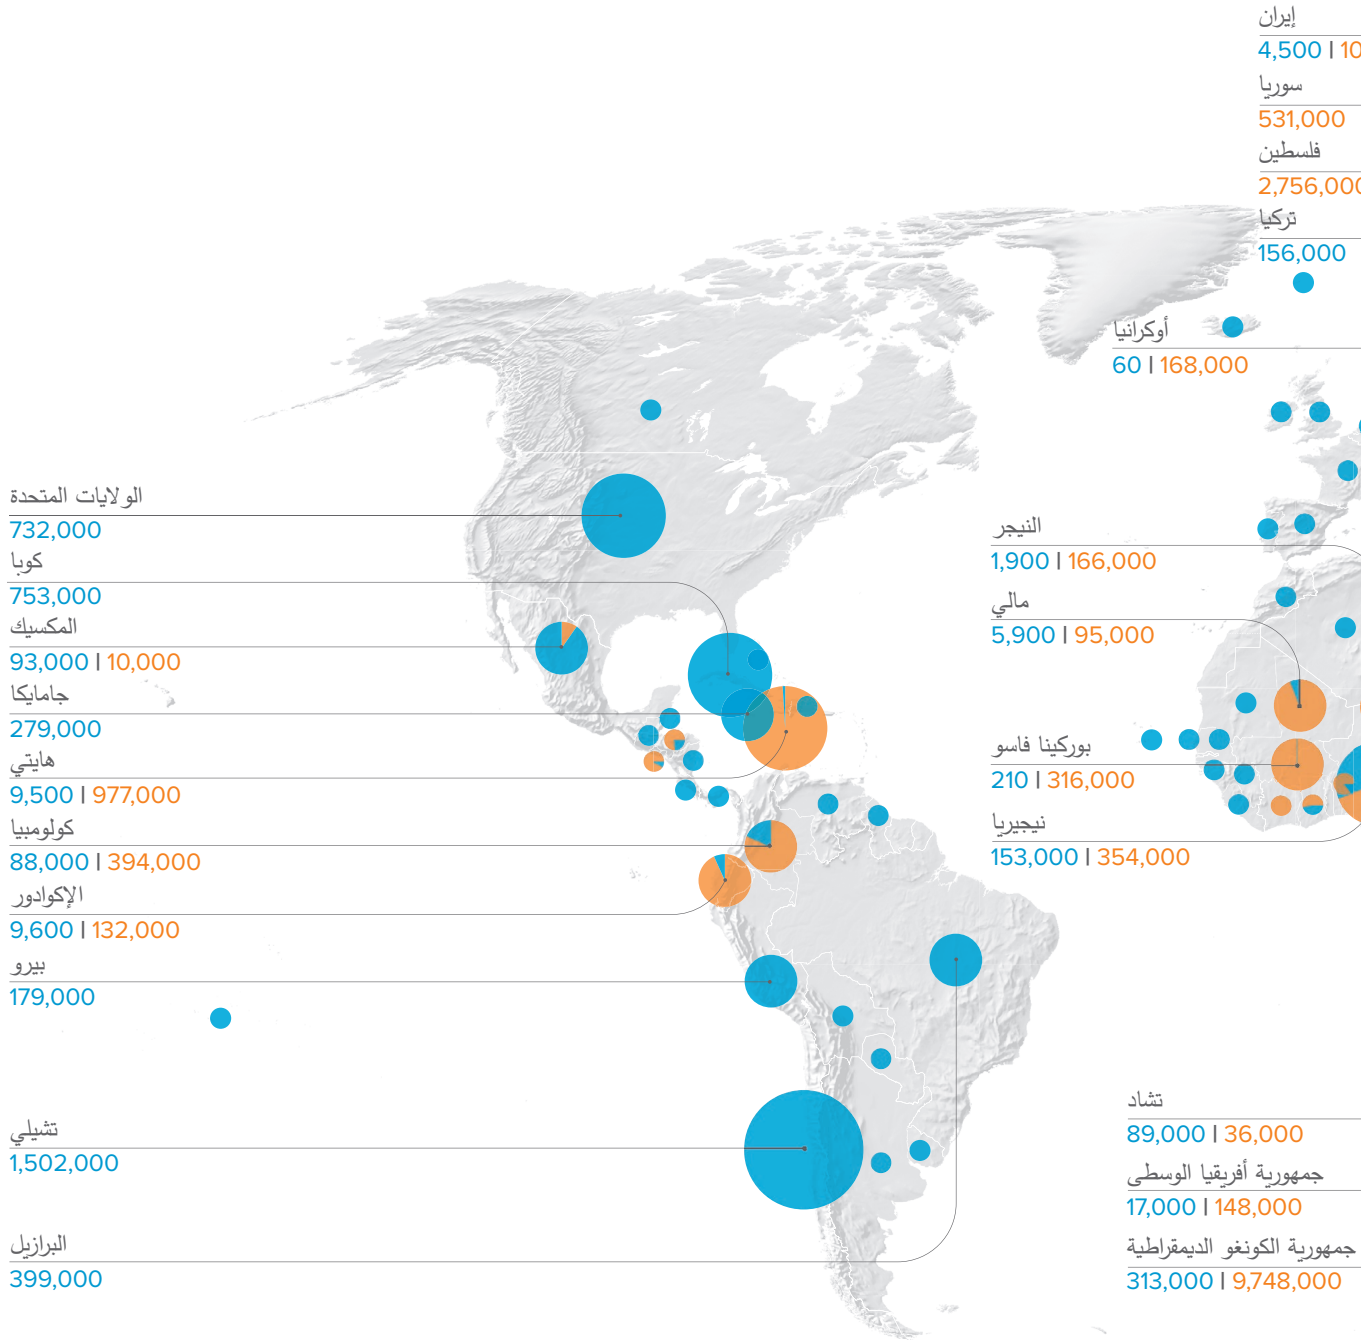 إيران
4,500 | 10
سوريا
531,000
فلسطين
2,756,000
تركيا
156,000
أوكرانيا
60 | 168,000
الولايات المتحدة
732,000
كوبا
753,000
المكسيك
93,000 | 10,000
جامايكا
279,000
هايتي
9,500 | 977,000
كولومبيا
88,000 | 394,000
الإكوادور
9,600 | 132,000
بيرو
179,000
تشيلي
1,502,000
البرازيل
399,000
النيجر
1,900 | 166,000
مالي
5,900 | 95,000
بوركينا فاسو
210 | 316,000
نيجيريا
153,000 | 354,000
تشاد
89,000 | 36,000
جمهورية أفريقيا الوسطى
17,000 | 148,000
جمهورية الكونغو الديمقراطية
313,000 | 9,748,000